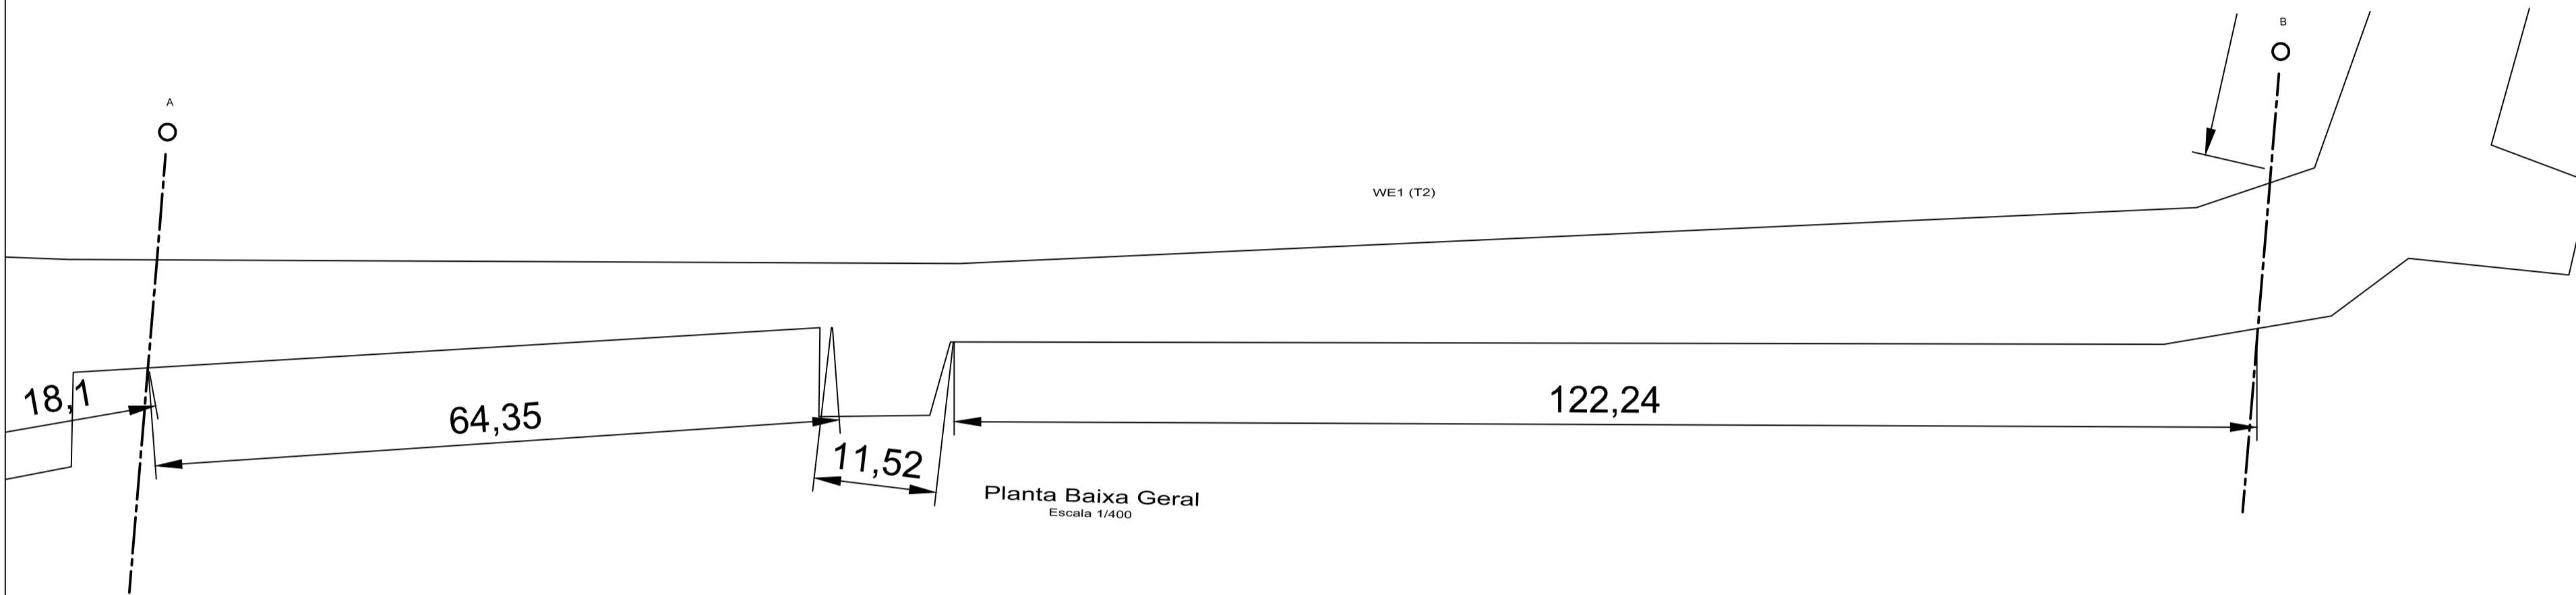 B
A
WE1 (T2)
18,1
64,35
122,24
11,52
Planta Baixa Geral
Escala 1/400